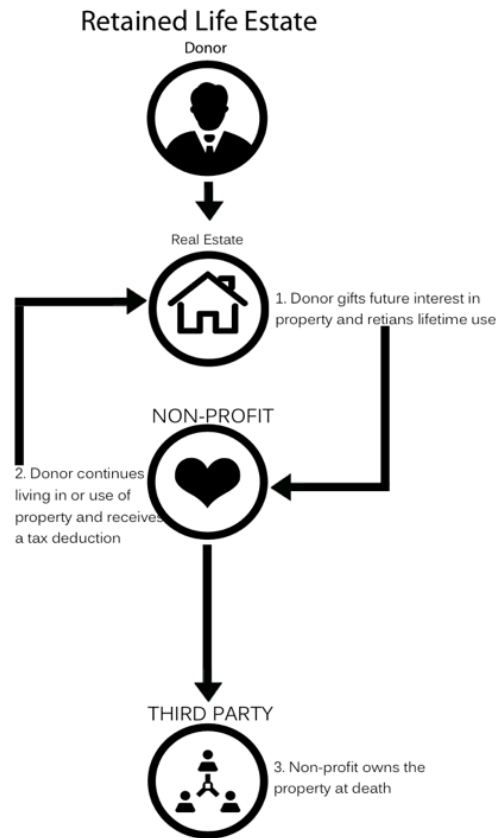 Retained Life Estate
Donor
Real Estate
1. Donor gifts future interest in
property and retians lifetime use
NON-PROFIT
2. Donor continues
living in or use of
property and receives
a tax deduction
THIRD PARTY
3. Non-profit owns the
property at death